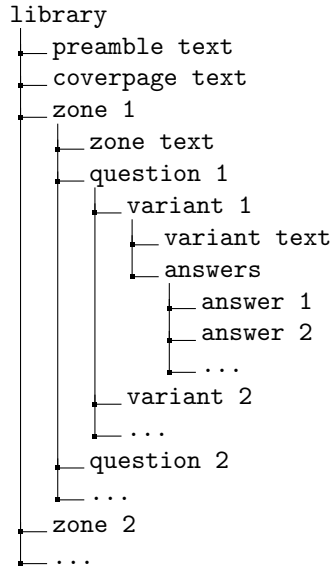 library
preamble text
coverpage text
zone 1
zone text
question 1
variant 1
variant text
answers
answer 1
answer 2
...
variant 2
...
question 2
...
zone 2
...